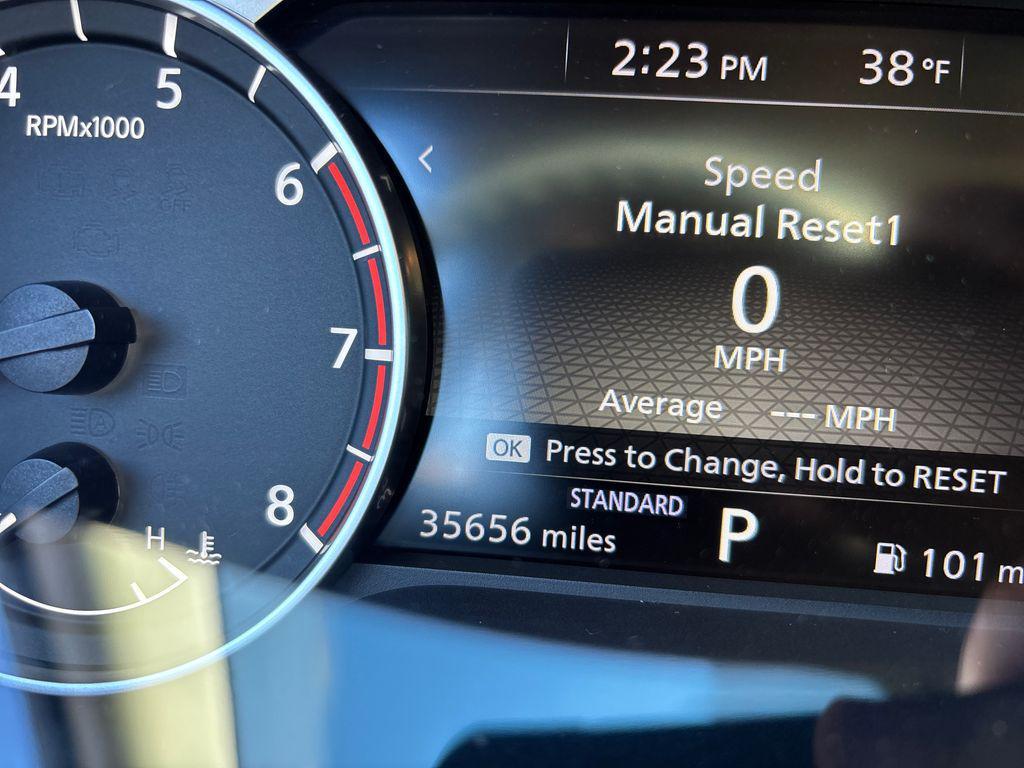 2:23 PM
38°F
4
5
RPMx1000
6
7
8
H
<
Speed
Manual Reset1
0
MPH
Average --- MPH
OK Press to Change, Hold to RESET
STANDARD
35656 miles
P
101 m